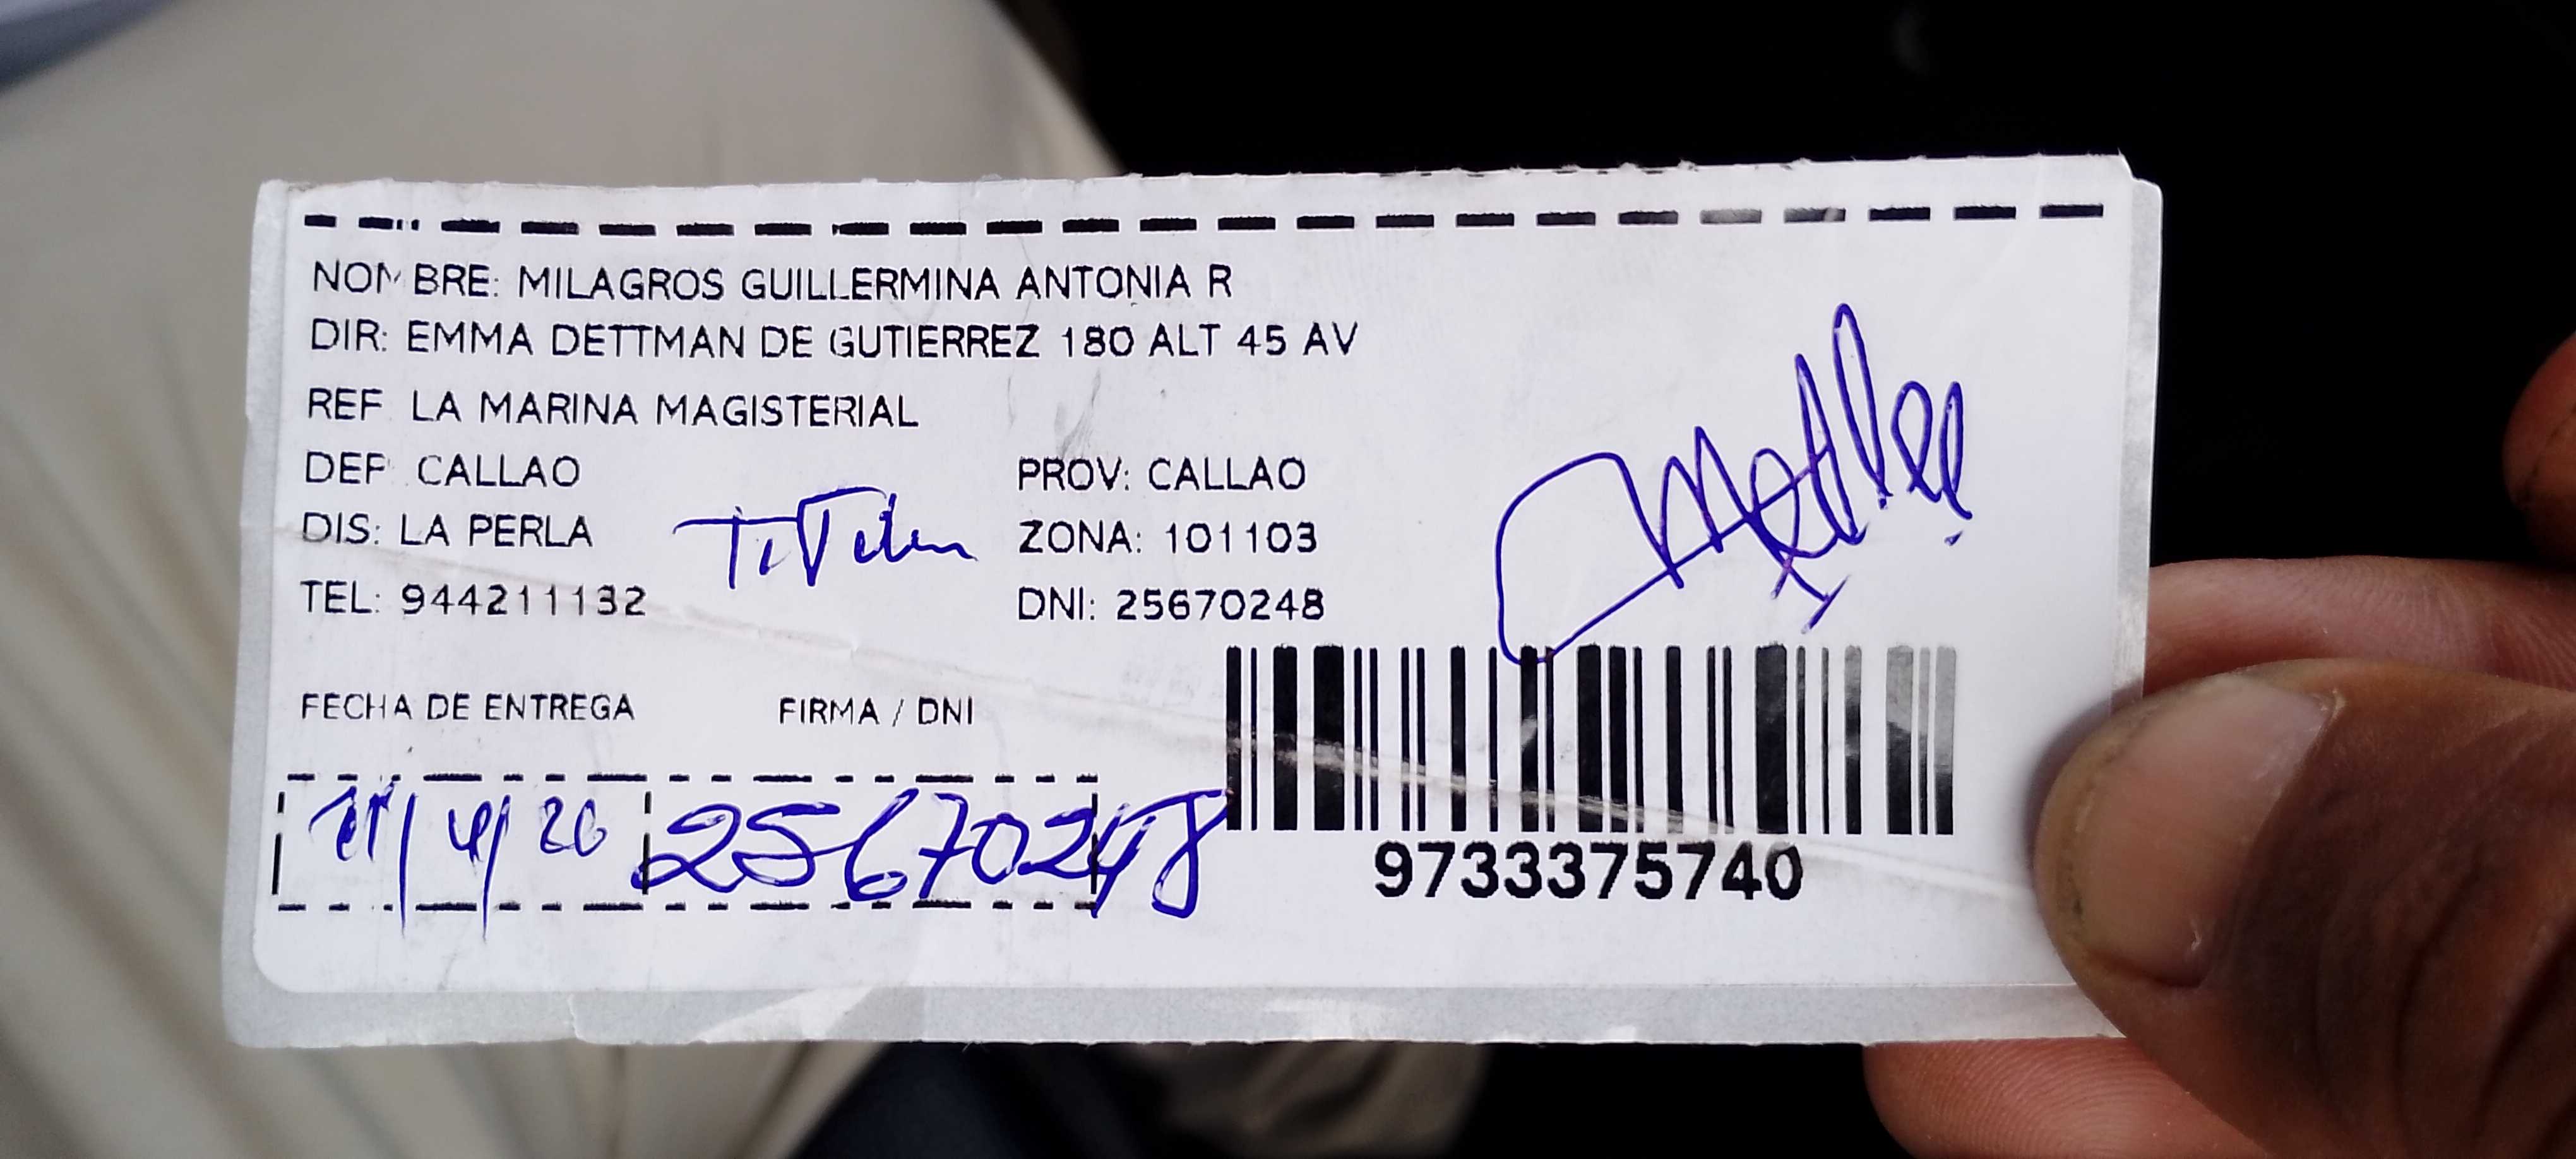 NOMBRE: MILAGROS GUILLERMINA ANTONIA R
DIR: EMMA DETTMAN DE GUTIERREZ 180 ALT 45 AV
REF LA MARINA MAGISTERIAL
DEP: CALLAO PROV: CALLAO
DIS: LA PERLA ZONA: 101103
Titular
TEL: 944211132 DNI: 25670248
FECHA DE ENTREGA FIRMA / DNI
25670248
9733375740